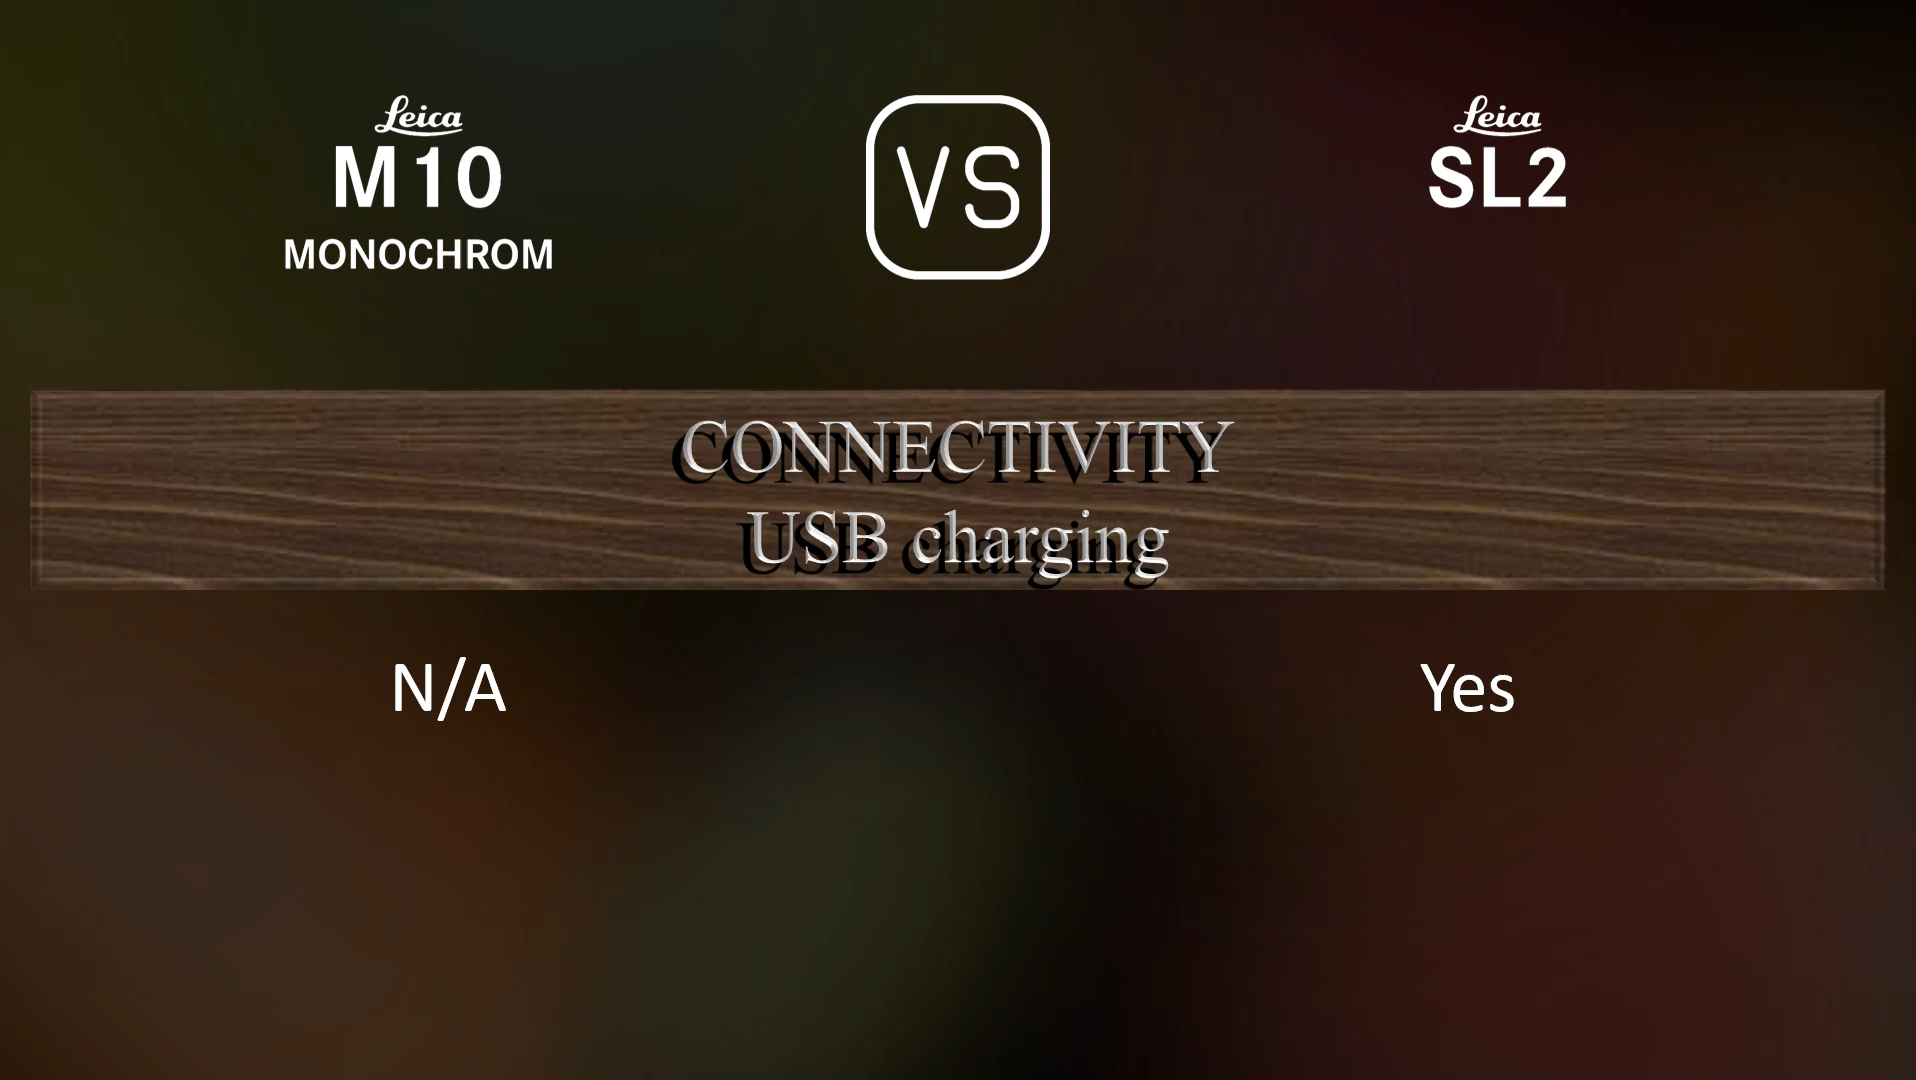 Leica
M10
MONOCHROM
VS
Leica
SL2
CONNECTIVITY
USB charging
N/A
Yes